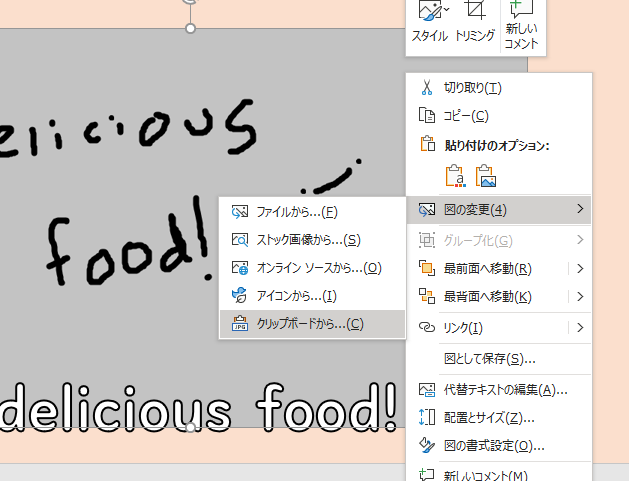 スタイル
トリミング
新しい
コメント
elicious
food!
切り取り(T)
コピー(C)
貼り付けのオプション:
a
図の変更(4)
ファイルから...(F)
ストック画像から...(S)
オンライン ソースから...(O)
アイコンから...(I)
JPG
クリップボードから...(C)
グループ化(G)
最前面へ移動(R)
最背面へ移動(K)
リンク(I)
図として保存(S)...
代替テキストの編集(A)...
配置とサイズ(Z)...
図の書式設定(O)...
新しいコメント(M)
delicious food!